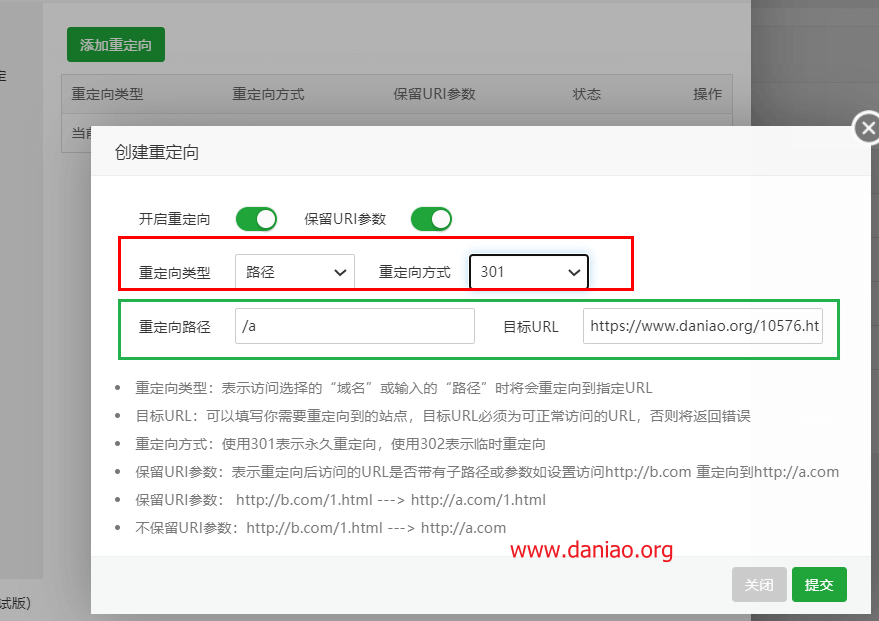 定
添加重定向
重定向类型 重定向方式 保留URI参数 状态 操作
当前
创建重定向
开启重定向 保留URI参数
重定向类型 路径 重定向方式 301
重定向路径 /a 目标URL https://www.daniao.org/10576.ht
• 重定向类型：表示访问选择的“域名”或输入的“路径”时将会重定向到指定URL
• 目标URL：可以填写你需要重定向到的站点，目标URL必须为可正常访问的URL，否则将返回错误
• 重定向方式：使用301表示永久重定向，使用302表示临时重定向
• 保留URI参数：表示重定向后访问的URL是否带有子路径或参数如设置访问http://b.com 重定向到http://a.com
• 保留URI参数： http://b.com/1.html ---> http://a.com/1.html
• 不保留URI参数：http://b.com/1.html ---> http://a.com
www.daniao.org
关闭 提交
试版)